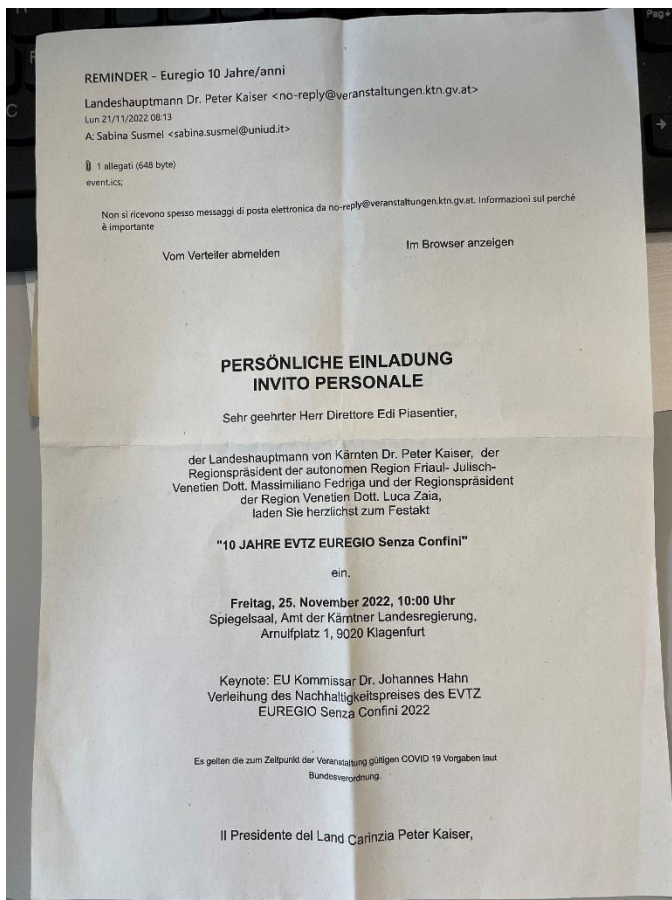 Pag
C
REMINDER - Euregio 10 Jahre/anni
Landeshauptmann Dr. Peter Kaiser <no-reply@veranstaltungen.ktn.gv.at>
Lun 21/11/2022 08:13
A: Sabina Susmel <sabina.susmel@uniud.it>
1 allegati (648 byte)
event.ics;
Non si ricevono spesso messaggi di posta elettronica da no-reply@veranstaltungen.ktn.gv.at. Informazioni sul perché
è importante
Vom Verteiler abmelden Im Browser anzeigen
PERSÖNLICHE EINLADUNG
INVITO PERSONALE
Sehr geehrter Herr Direttore Edi Piasentier,
der Landeshauptmann von Kärnten Dr. Peter Kaiser, der
Regionspräsident der autonomen Region Friaul- Julisch-
Venetien Dott. Massimiliano Fedriga und der Regionspräsident
der Region Venetien Dott. Luca Zaia,
laden Sie herzlichst zum Festakt
"10 JAHRE EVTZ EUREGIO Senza Confini"
ein.
Freitag, 25. November 2022, 10:00 Uhr
Spiegelsaal, Amt der Kärntner Landesregierung,
Arnulfplatz 1, 9020 Klagenfurt
Keynote: EU Kommissar Dr. Johannes Hahn
Verleihung des Nachhaltigkeitspreises des EVTZ
EUREGIO Senza Confini 2022
Es gelten die zum Zeitpunkt der Veranstaltung gültigen COVID 19 Vorgaben laut
Bundesverordnung.
Il Presidente del Land Carinzia Peter Kaiser,